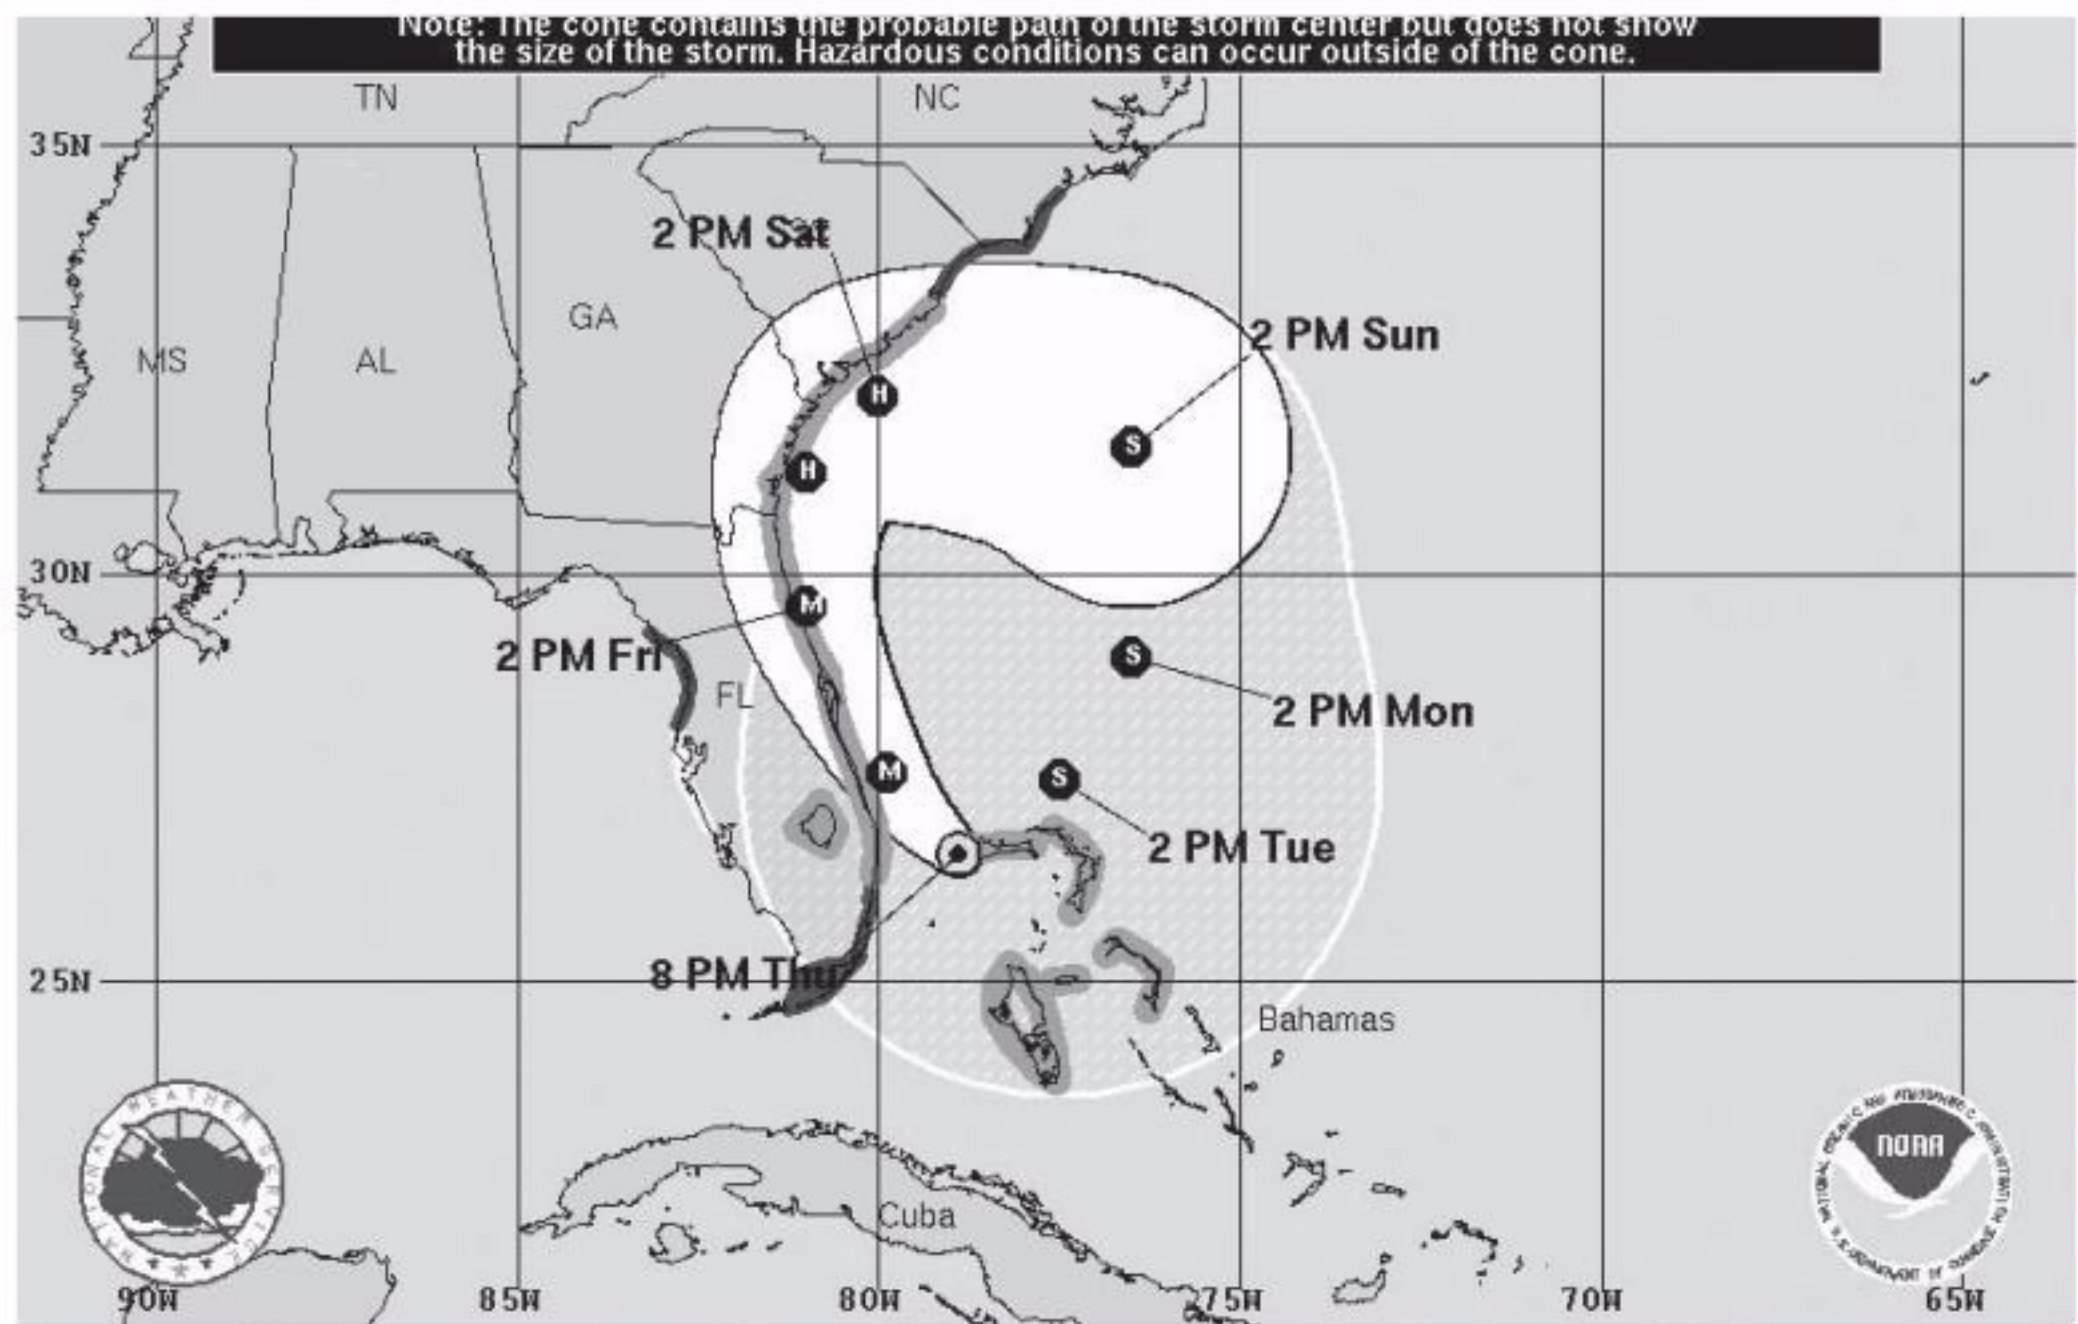 Note: The cone contains the probable path of the storm center but does not show
the size of the storm. Hazardous conditions can occur outside of the cone.
TN
NC
35N
2 PM Sat
GA
2 PM Sun
MS
AL
H
S
H
30N
M
2 PM Fri
S
FL
2 PM Mon
M
S
2 PM Tue
8 PM Thu
25N
Bahamas
NATIONAL WEATHER SERVICE
NOAA
Cuba
90W
85W
80W
75W
70W
65W